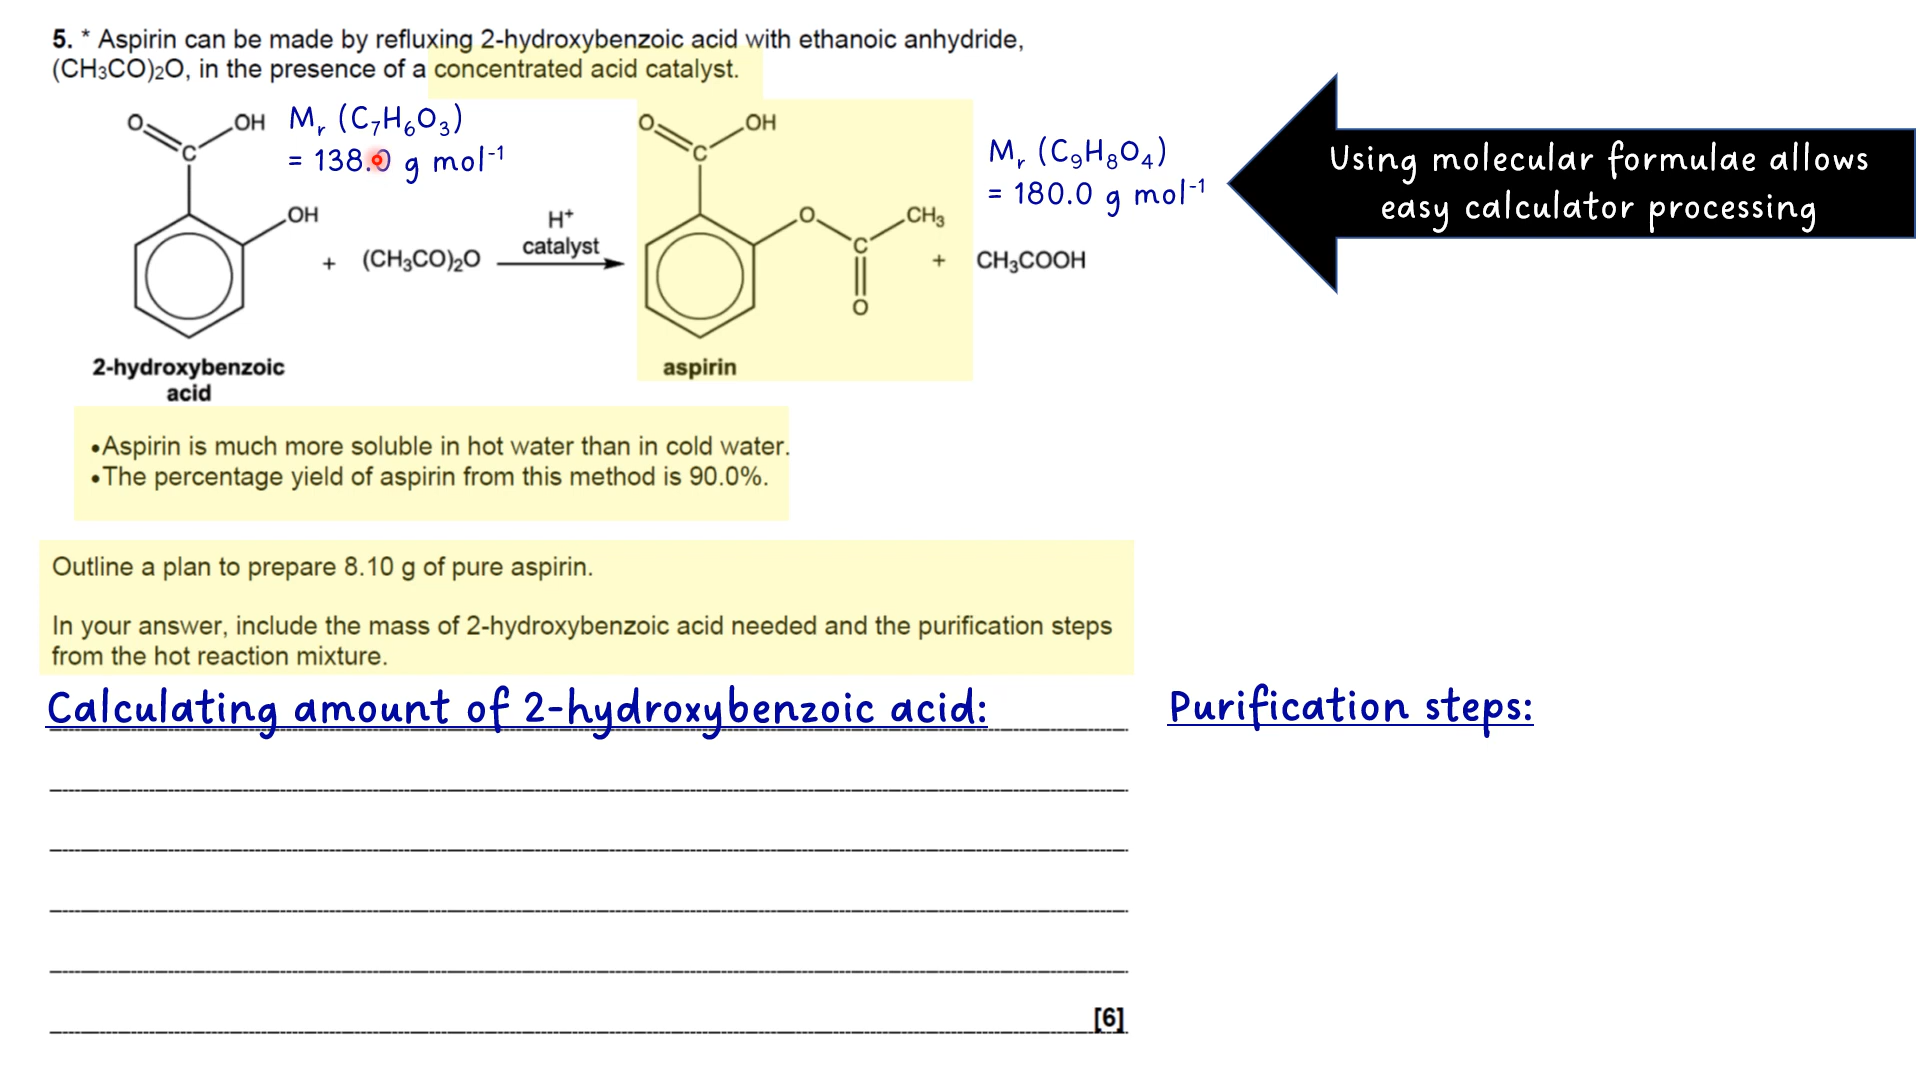 5. * Aspirin can be made by refluxing 2-hydroxybenzoic acid with ethanoic anhydride,
(CH₃CO)₂O, in the presence of a concentrated acid catalyst.
O OH
C
OH
Mᵣ (C₇H₆O₃)
= 138.0 g mol⁻¹
+ (CH₃CO)₂O
H⁺
catalyst
O OH
C
O CH₃
C
O
Mᵣ (C₉H₈O₄)
= 180.0 g mol⁻¹
+ CH₃COOH
Using molecular formulae allows
easy calculator processing
2-hydroxybenzoic
acid
aspirin
•Aspirin is much more soluble in hot water than in cold water.
•The percentage yield of aspirin from this method is 90.0%.
Outline a plan to prepare 8.10 g of pure aspirin.
In your answer, include the mass of 2-hydroxybenzoic acid needed and the purification steps
from the hot reaction mixture.
Calculating amount of 2-hydroxybenzoic acid:
Purification steps:
[6]